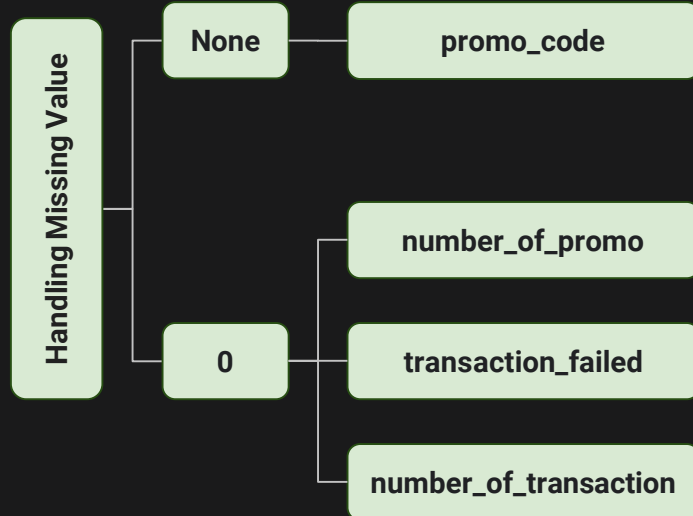 Handling Missing Value
None
promo_code
0
number_of_promo
transaction_failed
number_of_transaction